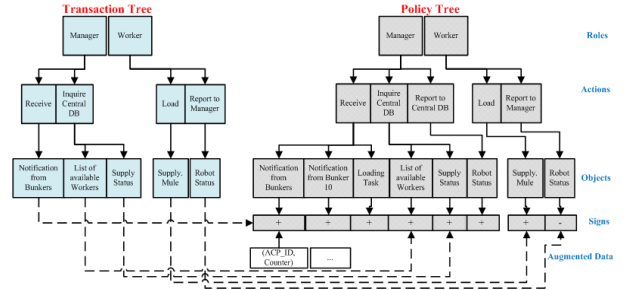 Transaction Tree
Policy Tree
Manager
Worker
Manager
Worker
Roles
Receive
Inquire
Central
DB
Load
Report to
Manager
Receive
Inquire
Central
DB
Report to
Central DB
Load
Report to
Manager
Actions
Notification
from
Bunkers
List of
available
Workers
Supply
Status
Supply.
Mule
Robot
Status
Notification
from
Bunkers
Notification
from Bunker
10
Loading
Task
List of
available
Workers
Supply
Status
Robot
Status
Supply.
Mule
Robot
Status
Objects
+ + + + + + + -
Signs
(ACP_ID,
Counter)
...
Augmented Data